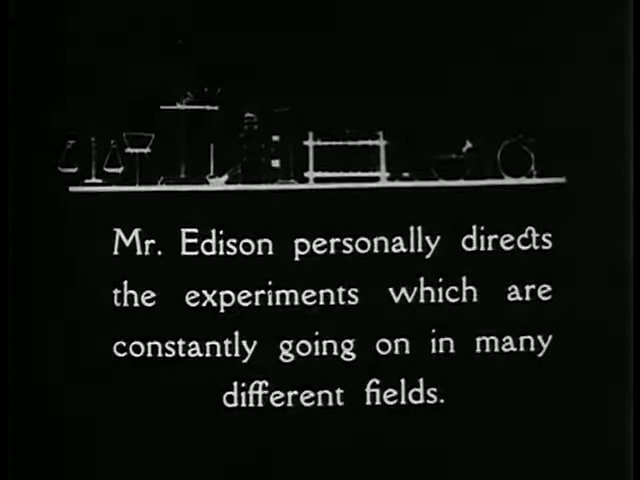 Mr. Edison personally directs
the experiments which are
constantly going on in many
different fields.